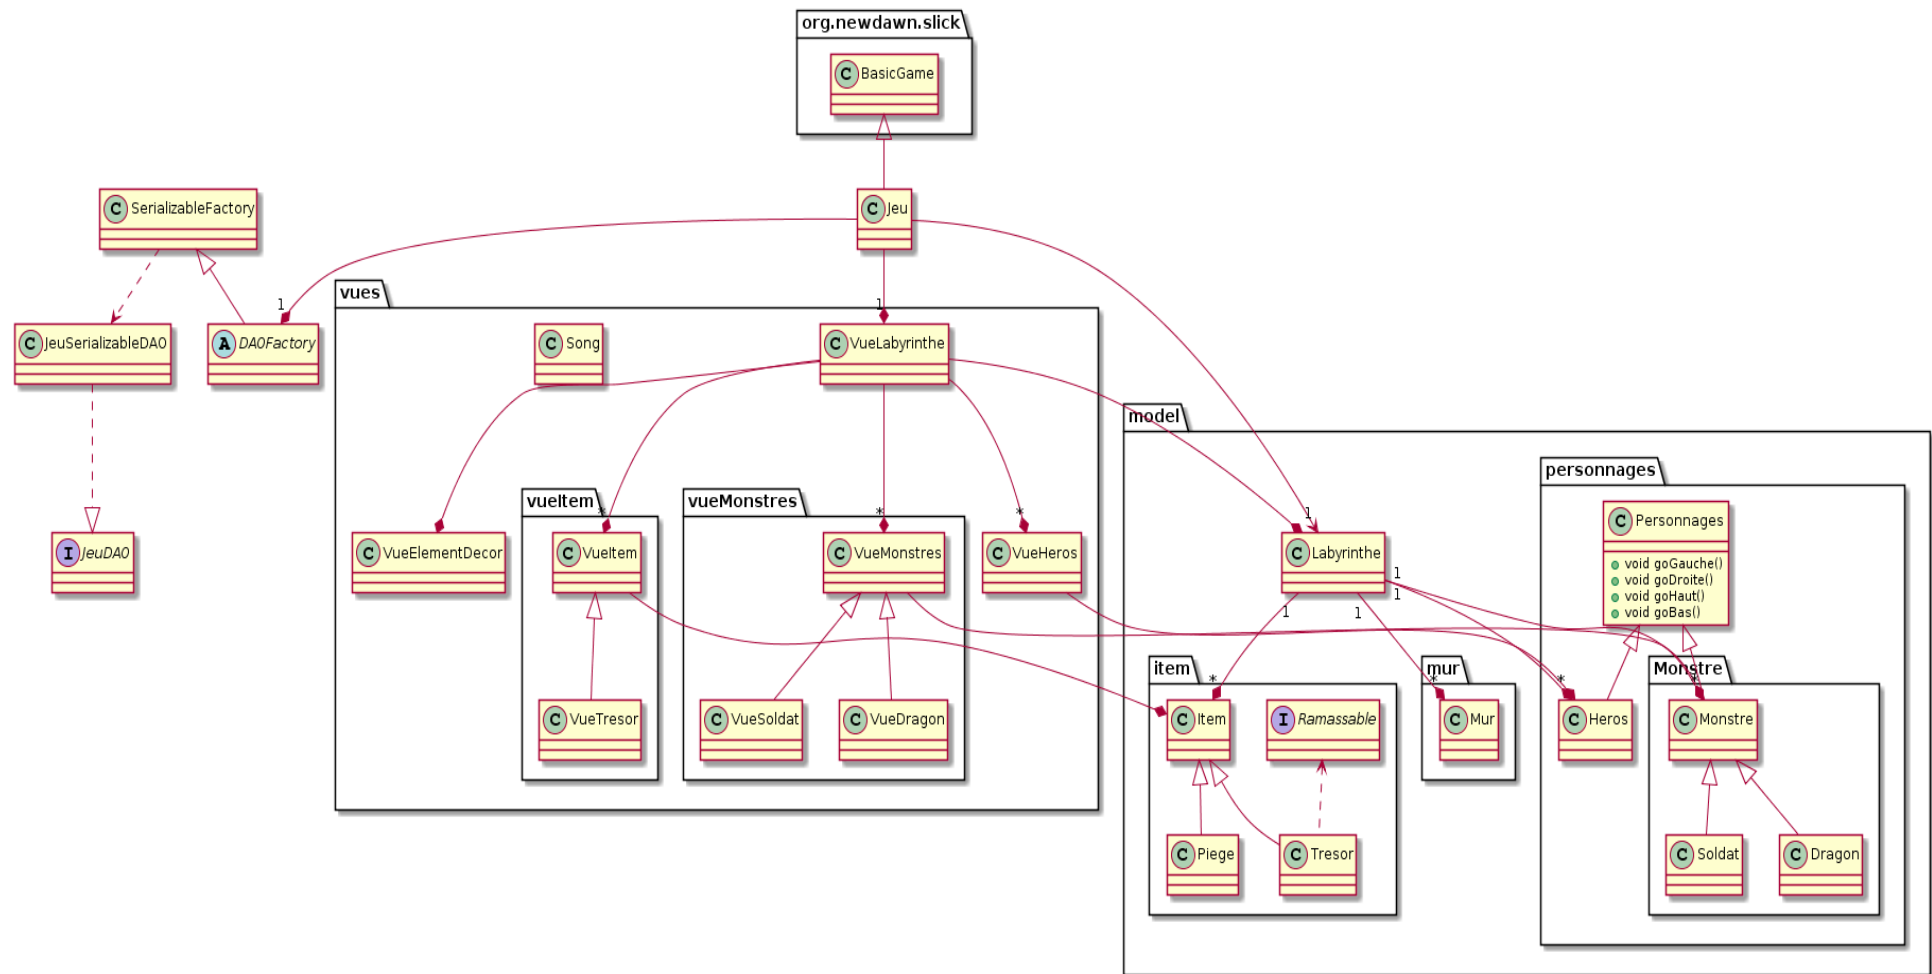 org.newdawn.slick
C BasicGame
C SerializableFactory
C Jeu
vues
1
1
C JeuSerializableDAO
A DAOFactory
C Song
C VueLabyrinthe
model
personnages
vueItem
vueMonstres
*
*
*
1
C Personnages
void goGauche()
void goDroite()
void goHaut()
void goBas()
I JeuDAO
C VueElementDecor
C VueItem
C VueMonstres
C VueHeros
C Labyrinthe
1
1
1
1
item
mur
Monstre
*
*
*
*
C VueTresor
C VueSoldat
C VueDragon
C Item
I Ramassable
C Mur
C Heros
C Monstre
C Piege
C Tresor
C Soldat
C Dragon